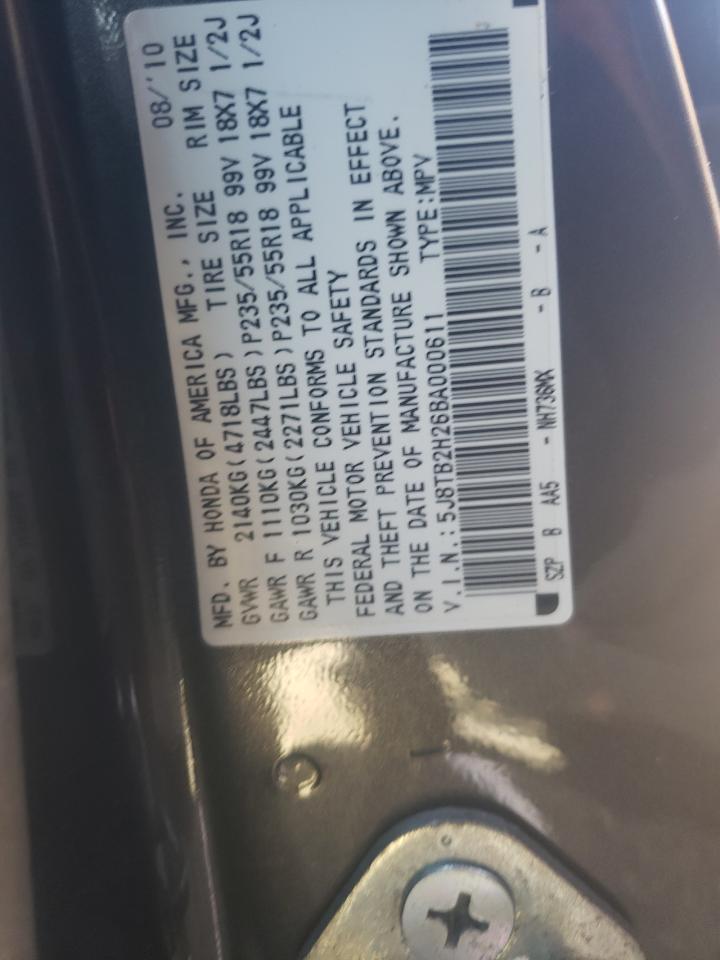 MFD. BY HONDA OF AMERICA MFG., INC. 08/'10
GVWR 2140KG(4718LBS) TIRE SIZE RIM SIZE
GAWR F 1110KG(2447LBS)P235/55R18 99V 18X7 1/2J
GAWR R 1030KG(2271LBS)P235/55R18 99V 18X7 1/2J
THIS VEHICLE CONFORMS TO ALL APPLICABLE
FEDERAL MOTOR VEHICLE SAFETY
AND THEFT PREVENTION STANDARDS IN EFFECT
ON THE DATE OF MANUFACTURE SHOWN ABOVE.
V.I.N.:5J8TB2H26BA000611 TYPE:MPV
SZP B AA5 - NH736MX - B - A